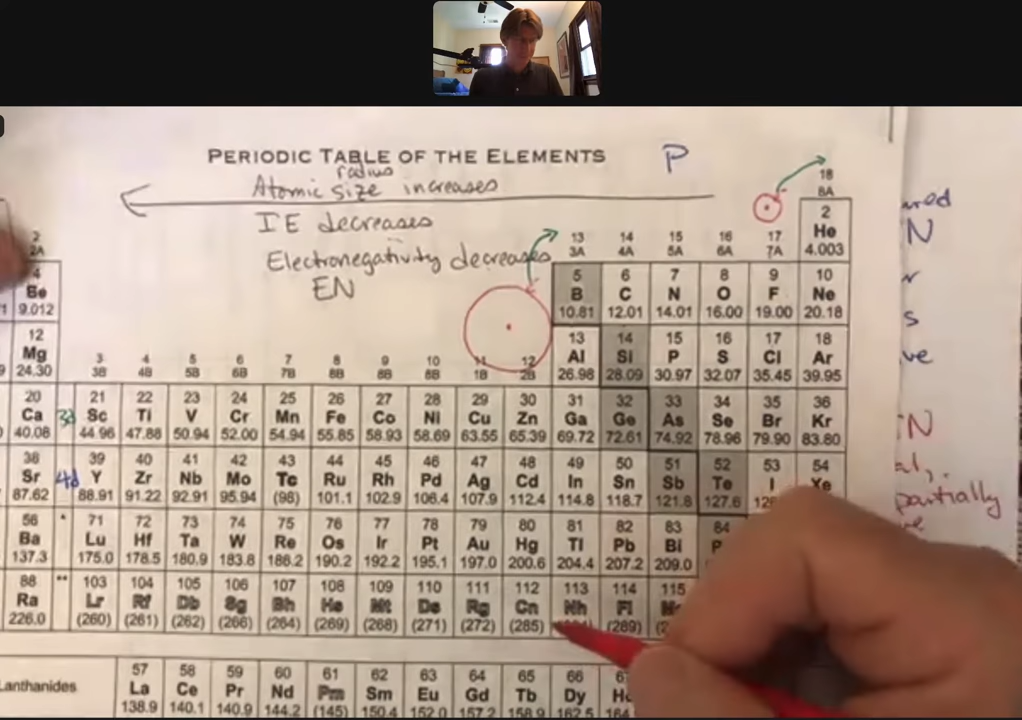 PERIODIC TABLE OF THE ELEMENTS
P
radius
Atomic size increases
IE decreases
Electronegativity decreases
EN
18
8A
2
2A
13 14 15 16 17
3A 4A 5A 6A 7A
2
He
4.003
4 5 6 7 8 9 10
Be B C N O F Ne
9.012 10.81 12.01 14.01 16.00 19.00 20.18
12 13 14 15 16 17 18
Mg Al Si P S Cl Ar
24.30 26.98 28.09 30.97 32.07 35.45 39.95
3 4 5 6 7 8 9 10 11 12
3B 4B 5B 6B 7B 8B 8B 8B 1B 2B
20 21 22 23 24 25 26 27 28 29 30 31 32 33 34 35 36
Ca 3d Sc Ti V Cr Mn Fe Co Ni Cu Zn Ga Ge As Se Br Kr
40.08 44.96 47.88 50.94 52.00 54.94 55.85 58.93 58.69 63.55 65.39 69.72 72.61 74.92 78.96 79.90 83.80
38 39 40 41 42 43 44 45 46 47 48 49 50 51 52 53 54
Sr 4d Y Zr Nb Mo Tc Ru Rh Pd Ag Cd In Sn Sb Te I Xe
87.62 88.91 91.22 92.91 95.94 (98) 101.1 102.9 106.4 107.9 112.4 114.8 118.7 121.8 127.6
56 * 71 72 73 74 75 76 77 78 79 80 81 82 83 84
Ba Lu Hf Ta W Re Os Ir Pt Au Hg Tl Pb Bi
137.3 175.0 178.5 180.9 183.8 186.2 190.2 192.2 195.1 197.0 200.6 204.4 207.2 209.0
88 ** 103 104 105 106 107 108 109 110 111 112 113 114 115
Ra Lr Rf Db Sg Bh Hs Mt Ds Rg Cn Nh Fl
226.0 (260) (261) (262) (266) (264) (269) (268) (271) (272) (285) (289)
57 58 59 60 61 62 63 64 65 66
Lanthanides La Ce Pr Nd Pm Sm Eu Gd Tb Dy
138.9 140.1 140.9 144.2 (145) 150.4 152.0 157.2 158.9 162.5
N
s
ve
N
partially